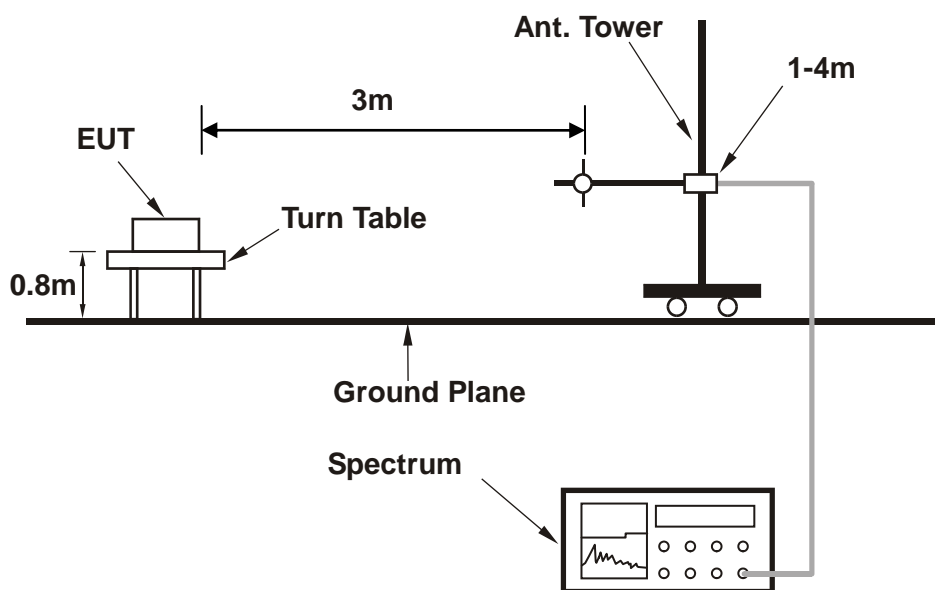 Ant. Tower
1-4m
3m
EUT
Turn Table
0.8m
Ground Plane
Spectrum